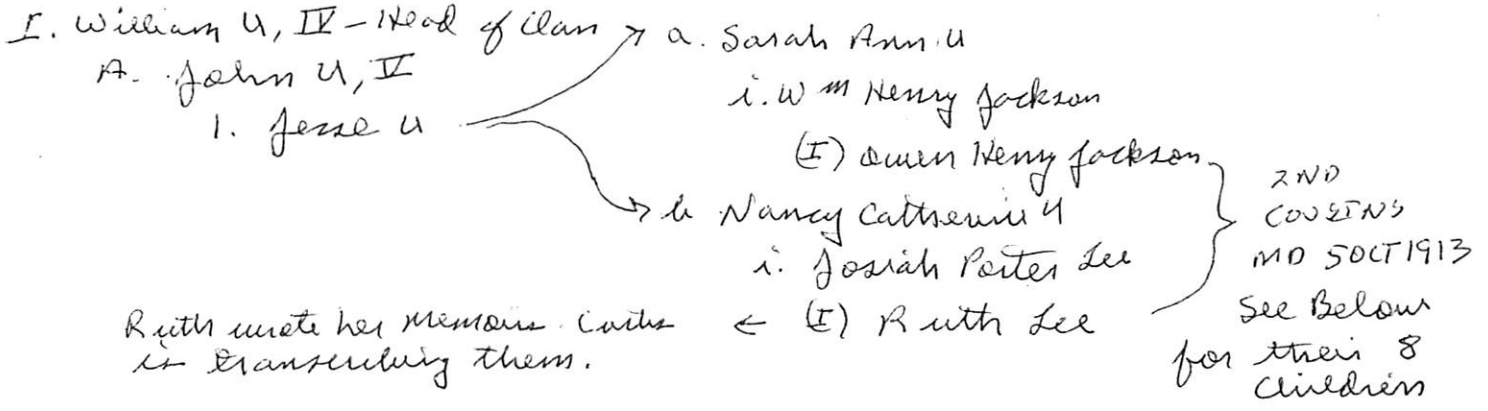 I. William U, IV - Head of Clan
A. John U, V
1. Jesse U
a. Sarah Ann U
i. Wm Henry Jackson
(I) Owen Henry Jackson
b Nancy Catherine U
i. Josiah Porter Lee
(I) Ruth Lee
2ND
COUSINS
MD 5OCT1913
See Below
for their 8
Children
Ruth wrote her Memoirs. Curtis ←
is transcribing them.